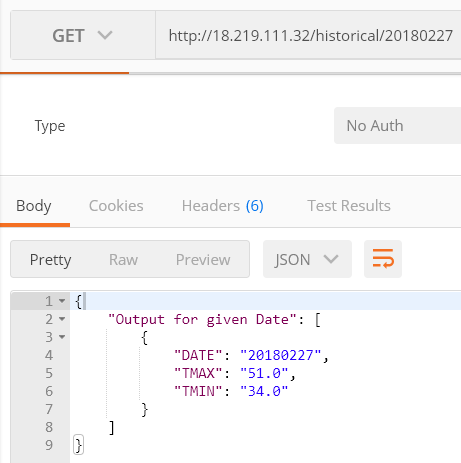 GET http://18.219.111.32/historical/20180227
Type No Auth
Body Cookies Headers (6) Test Results
Pretty Raw Preview JSON
1 {
2 "Output for given Date": [
3 {
4 "DATE": "20180227",
5 "TMAX": "51.0",
6 "TMIN": "34.0"
7 }
8 ]
9 }